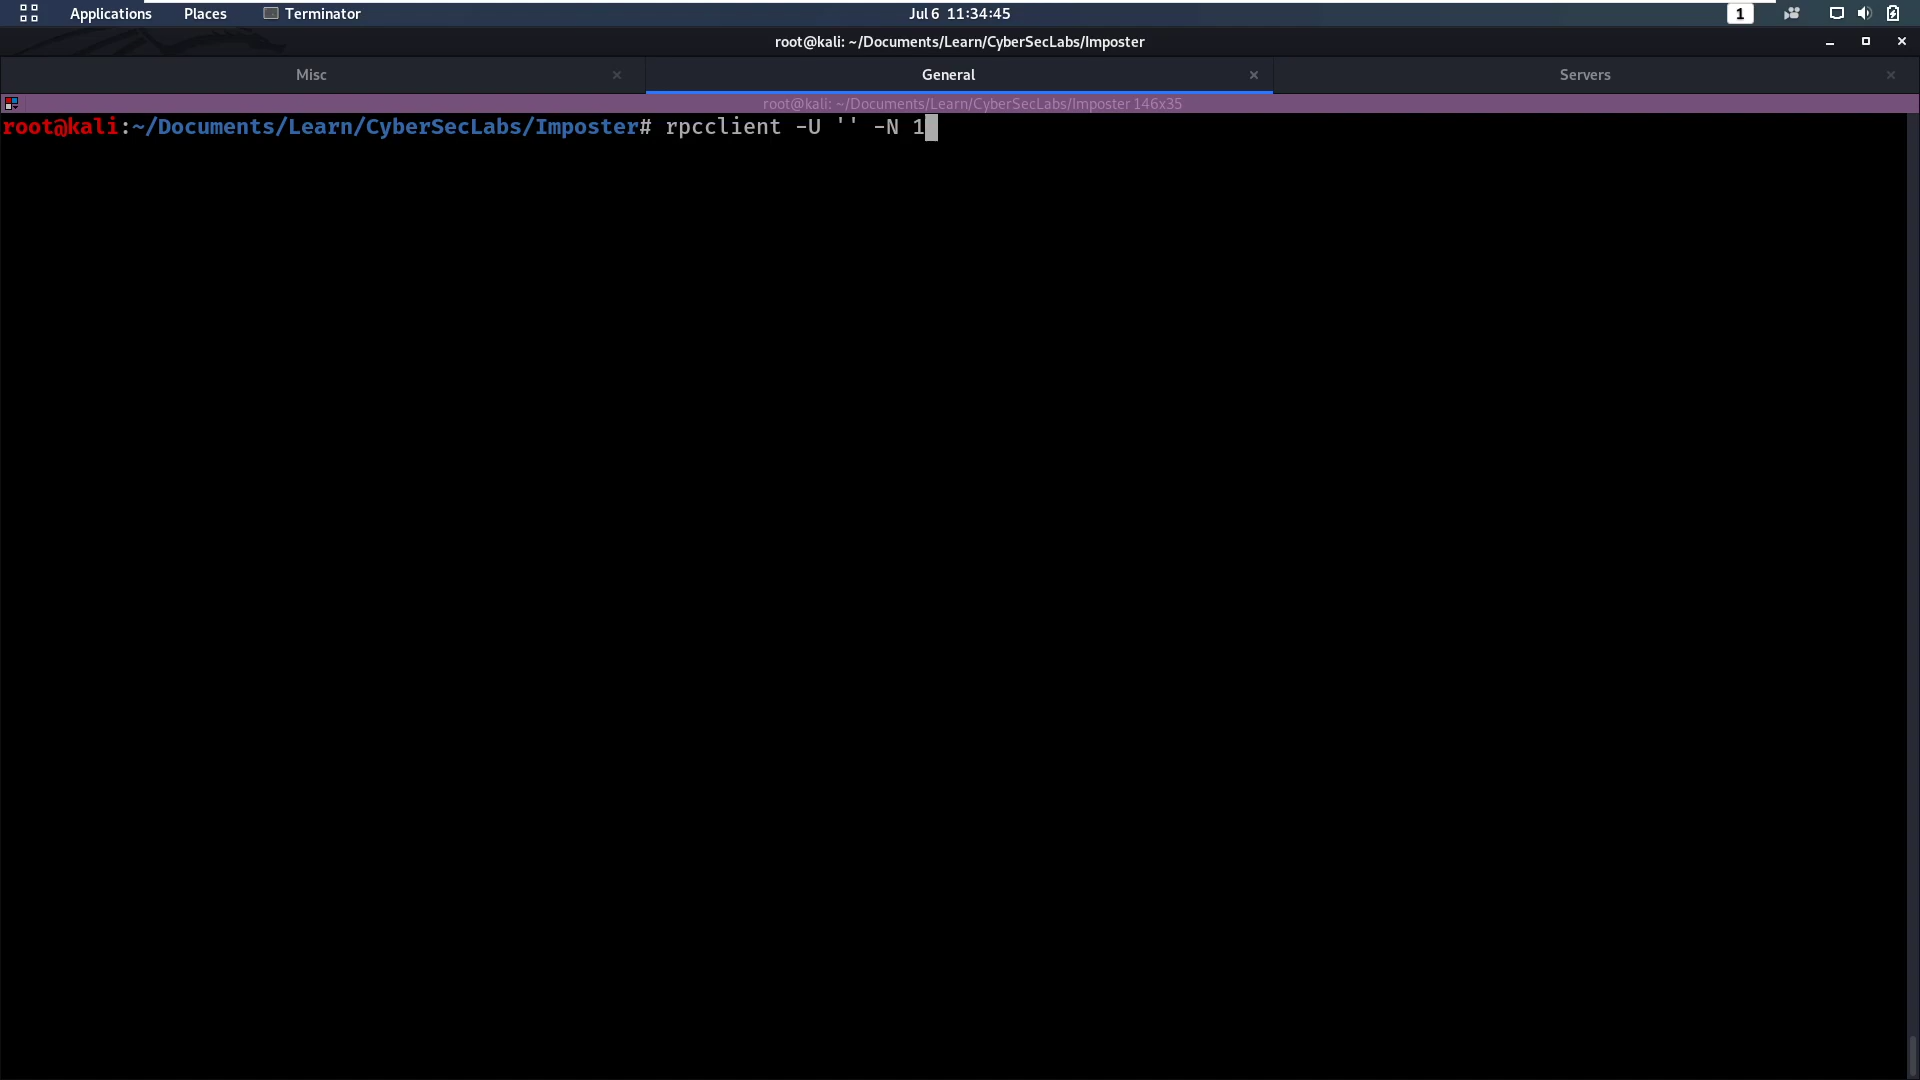 Applications Places Terminator Jul 6 11:34:45 1
root@kali: ~/Documents/Learn/CyberSecLabs/Imposter
Misc × General × Servers ×
root@kali: ~/Documents/Learn/CyberSecLabs/Imposter 146x35
root@kali:~/Documents/Learn/CyberSecLabs/Imposter# rpcclient -U '' -N 1